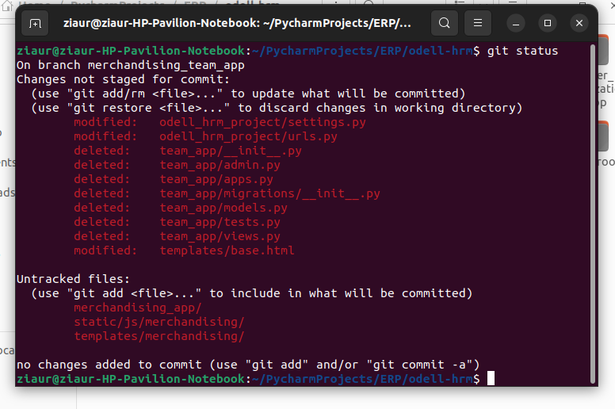 ziaur@ziaur-HP-Pavilion-Notebook: ~/PycharmProjects/ERP/...
ziaur@ziaur-HP-Pavilion-Notebook:~/PycharmProjects/ERP/odell-hrm$ git status
On branch merchandising_team_app
Changes not staged for commit:
  (use "git add/rm <file>..." to update what will be committed)
  (use "git restore <file>..." to discard changes in working directory)
        modified:   odell_hrm_project/settings.py
        modified:   odell_hrm_project/urls.py
        deleted:    team_app/__init__.py
        deleted:    team_app/admin.py
        deleted:    team_app/apps.py
        deleted:    team_app/migrations/__init__.py
        deleted:    team_app/models.py
        deleted:    team_app/tests.py
        deleted:    team_app/views.py
        modified:   templates/base.html

Untracked files:
  (use "git add <file>..." to include in what will be committed)
        merchandising_app/
        static/js/merchandising/
        templates/merchandising/

no changes added to commit (use "git add" and/or "git commit -a")
ziaur@ziaur-HP-Pavilion-Notebook:~/PycharmProjects/ERP/odell-hrm$